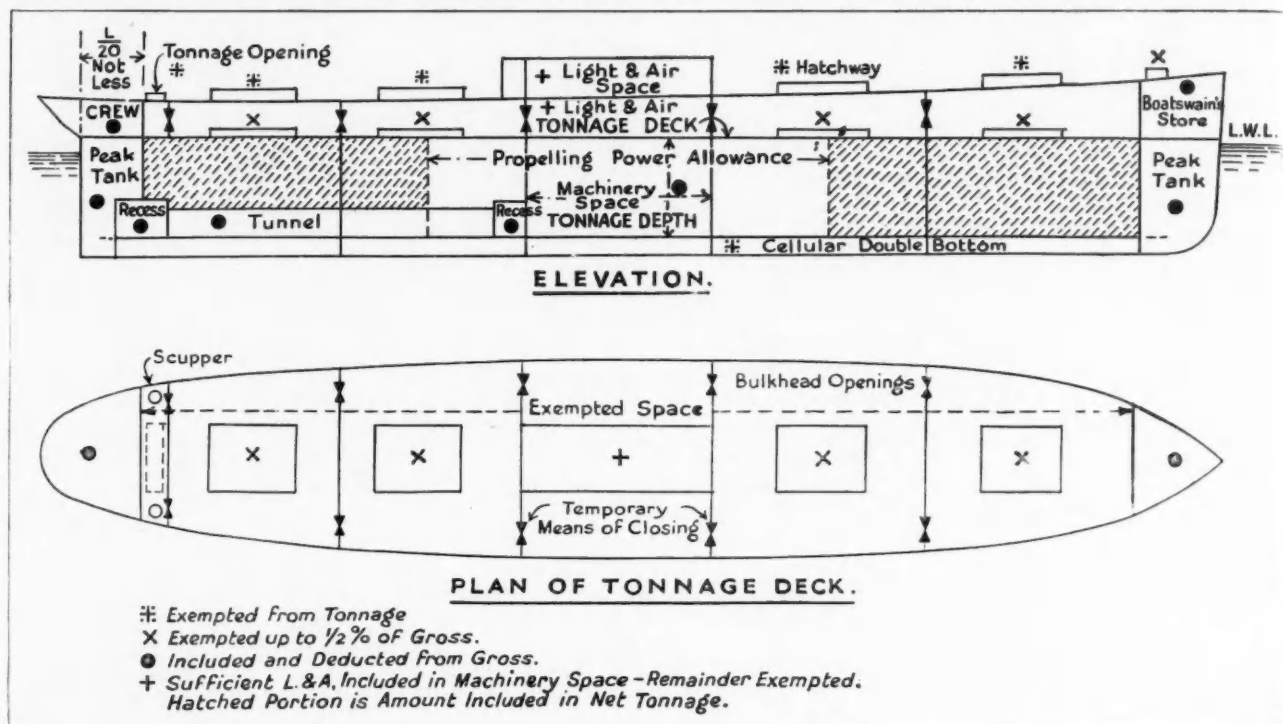 L
20
Not
Less
Tonnage Opening
Light & Air
Space
Hatchway
CREW
Light & Air
TONNAGE DECK
Boatswain's
Store
L.W.L.
Peak
Tank
Propelling Power Allowance
Peak
Tank
Machinery
Space
TONNAGE DEPTH
Recess
Tunnel
Recess
Cellular Double Bottom
ELEVATION.
Scupper
Bulkhead Openings
Exempted Space
Temporary
Means of Closing
PLAN OF TONNAGE DECK.
Exempted from Tonnage
Exempted up to 1/2% of Gross.
Included and Deducted from Gross.
Sufficient L.&A, Included in Machinery Space – Remainder Exempted.
Hatched Portion is Amount Included in Net Tonnage.